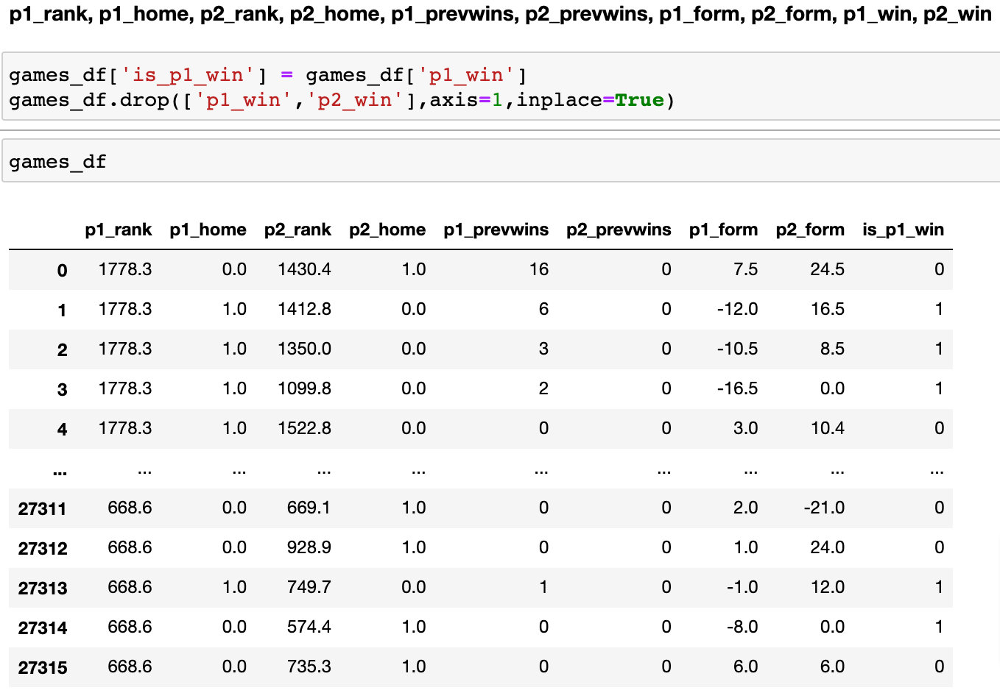 p1_rank, p1_home, p2_rank, p2_home, p1_prevwins, p2_prevwins, p1_form, p2_form, p1_win, p2_win
games_df['is_p1_win'] = games_df['p1_win']
games_df.drop(['p1_win','p2_win'],axis=1,inplace=True)
games_df
p1_rank p1_home p2_rank p2_home p1_prevwins p2_prevwins p1_form p2_form is_p1_win
0 1778.3 0.0 1430.4 1.0 16 0 7.5 24.5 0
1 1778.3 1.0 1412.8 0.0 6 0 -12.0 16.5 1
2 1778.3 1.0 1350.0 0.0 3 0 -10.5 8.5 1
3 1778.3 1.0 1099.8 0.0 2 0 -16.5 0.0 1
4 1778.3 1.0 1522.8 0.0 0 0 3.0 10.4 0
... ... ... ... ... ... ... ... ... ...
27311 668.6 0.0 669.1 1.0 0 0 2.0 -21.0 0
27312 668.6 0.0 928.9 1.0 0 0 1.0 24.0 0
27313 668.6 1.0 749.7 0.0 1 0 -1.0 12.0 1
27314 668.6 0.0 574.4 1.0 0 0 -8.0 0.0 1
27315 668.6 0.0 735.3 1.0 0 0 6.0 6.0 0